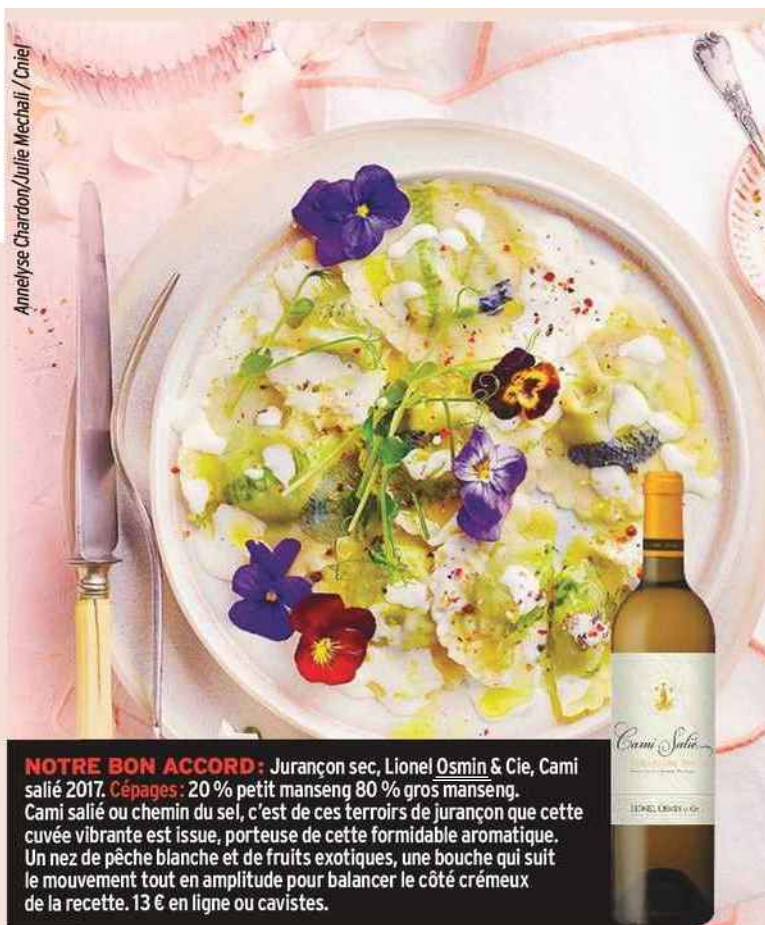 Annelyse Chardon/Julie Mechali / Cniel
NOTRE BON ACCORD : Jurançon sec, Lionel Osmin & Cie, Cami
salié 2017. Cépages : 20 % petit manseng 80 % gros manseng.
Cami salié ou chemin du sel, c'est de ces terroirs de jurançon que cette
cuvée vibrante est issue, porteuse de cette formidable aromatique.
Un nez de pêche blanche et de fruits exotiques, une bouche qui suit
le mouvement tout en amplitude pour balancer le côté crémeux
de la recette. 13 € en ligne ou cavistes.
Cami Salié
LIONEL OSMIN & Cie